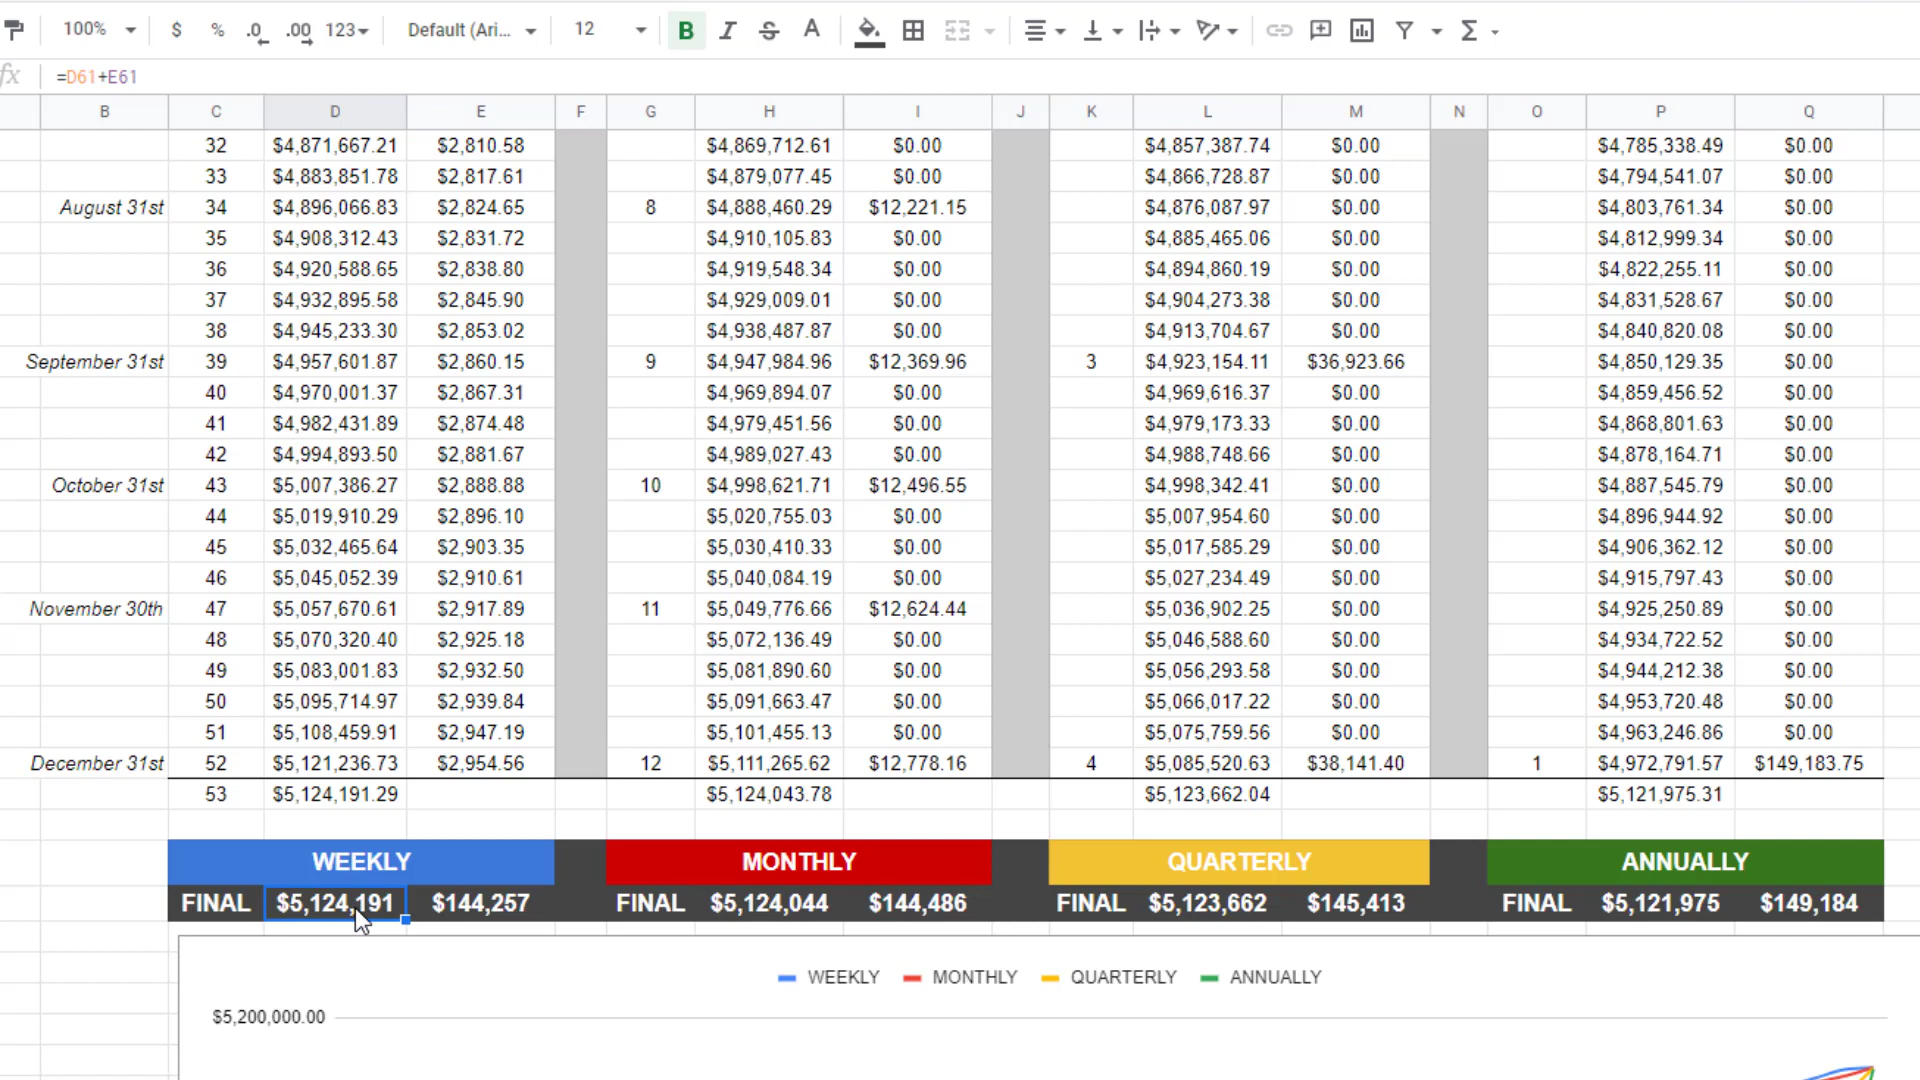 100% $ % .0 .00 123 Default (Ari... 12 B I S A Σ
fx =D61+E61
B C D E F G H I J K L M N O P Q
32 $4,871,667.21 $2,810.58 $4,869,712.61 $0.00 $4,857,387.74 $0.00 $4,785,338.49 $0.00
33 $4,883,851.78 $2,817.61 $4,879,077.45 $0.00 $4,866,728.87 $0.00 $4,794,541.07 $0.00
August 31st 34 $4,896,066.83 $2,824.65 8 $4,888,460.29 $12,221.15 $4,876,087.97 $0.00 $4,803,761.34 $0.00
35 $4,908,312.43 $2,831.72 $4,910,105.83 $0.00 $4,885,465.06 $0.00 $4,812,999.34 $0.00
36 $4,920,588.65 $2,838.80 $4,919,548.34 $0.00 $4,894,860.19 $0.00 $4,822,255.11 $0.00
37 $4,932,895.58 $2,845.90 $4,929,009.01 $0.00 $4,904,273.38 $0.00 $4,831,528.67 $0.00
38 $4,945,233.30 $2,853.02 $4,938,487.87 $0.00 $4,913,704.67 $0.00 $4,840,820.08 $0.00
September 31st 39 $4,957,601.87 $2,860.15 9 $4,947,984.96 $12,369.96 3 $4,923,154.11 $36,923.66 $4,850,129.35 $0.00
40 $4,970,001.37 $2,867.31 $4,969,894.07 $0.00 $4,969,616.37 $0.00 $4,859,456.52 $0.00
41 $4,982,431.89 $2,874.48 $4,979,451.56 $0.00 $4,979,173.33 $0.00 $4,868,801.63 $0.00
42 $4,994,893.50 $2,881.67 $4,989,027.43 $0.00 $4,988,748.66 $0.00 $4,878,164.71 $0.00
October 31st 43 $5,007,386.27 $2,888.88 10 $4,998,621.71 $12,496.55 $4,998,342.41 $0.00 $4,887,545.79 $0.00
44 $5,019,910.29 $2,896.10 $5,020,755.03 $0.00 $5,007,954.60 $0.00 $4,896,944.92 $0.00
45 $5,032,465.64 $2,903.35 $5,030,410.33 $0.00 $5,017,585.29 $0.00 $4,906,362.12 $0.00
46 $5,045,052.39 $2,910.61 $5,040,084.19 $0.00 $5,027,234.49 $0.00 $4,915,797.43 $0.00
November 30th 47 $5,057,670.61 $2,917.89 11 $5,049,776.66 $12,624.44 $5,036,902.25 $0.00 $4,925,250.89 $0.00
48 $5,070,320.40 $2,925.18 $5,072,136.49 $0.00 $5,046,588.60 $0.00 $4,934,722.52 $0.00
49 $5,083,001.83 $2,932.50 $5,081,890.60 $0.00 $5,056,293.58 $0.00 $4,944,212.38 $0.00
50 $5,095,714.97 $2,939.84 $5,091,663.47 $0.00 $5,066,017.22 $0.00 $4,953,720.48 $0.00
51 $5,108,459.91 $2,947.19 $5,101,455.13 $0.00 $5,075,759.56 $0.00 $4,963,246.86 $0.00
December 31st 52 $5,121,236.73 $2,954.56 12 $5,111,265.62 $12,778.16 4 $5,085,520.63 $38,141.40 1 $4,972,791.57 $149,183.75
53 $5,124,191.29 $5,124,043.78 $5,123,662.04 $5,121,975.31
WEEKLY MONTHLY QUARTERLY ANNUALLY
FINAL $5,124,191 $144,257 FINAL $5,124,044 $144,486 FINAL $5,123,662 $145,413 FINAL $5,121,975 $149,184
WEEKLY MONTHLY QUARTERLY ANNUALLY
$5,200,000.00